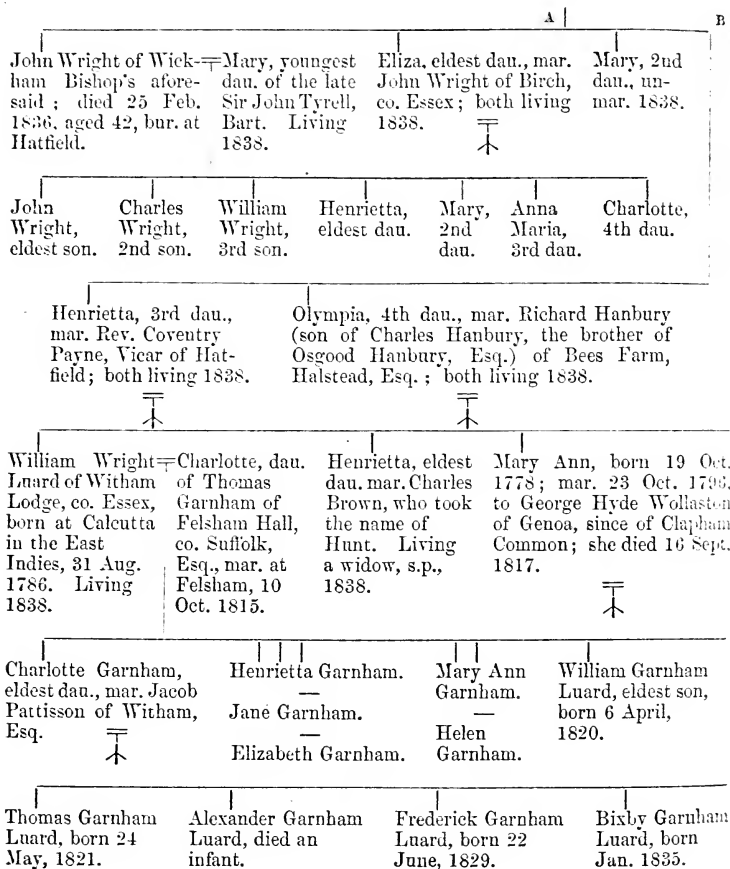 A B
John Wright of Wick-
ham Bishop's afore-
said ; died 25 Feb.
1836, aged 42, bur. at
Hatfield.
Mary, youngest
dau. of the late
Sir John Tyrell,
Bart. Living
1838.
Eliza, eldest dau., mar.
John Wright of Birch,
co. Essex ; both living
1838.
Mary, 2nd
dau., un-
mar. 1838.
John
Wright,
eldest son.
Charles
Wright,
2nd son.
William
Wright,
3rd son.
Henrietta,
eldest dau.
Mary,
2nd
dau.
Anna
Maria,
3rd dau.
Charlotte,
4th dau.
Henrietta, 3rd dau.,
mar. Rev. Coventry
Payne, Vicar of Hat-
field ; both living 1838.
Olympia, 4th dau., mar. Richard Hanbury
(son of Charles Hanbury, the brother of
Osgood Hanbury, Esq.) of Bees Farm,
Halstead, Esq. ; both living 1838.
William Wright
Luard of Witham
Lodge, co. Essex,
born at Calcutta
in the East
Indies, 31 Aug.
1786. Living
1838.
Charlotte, dau.
of Thomas
Garnham of
Felsham Hall,
co. Suffolk,
Esq., mar. at
Felsham, 10
Oct. 1815.
Henrietta, eldest
dau. mar. Charles
Brown, who took
the name of
Hunt. Living
a widow, s.p.,
1838.
Mary Ann, born 19 Oct.
1778 ; mar. 23 Oct.
to George Hyde Wollaston
of Genoa, since of Clapham
Common ; she died 16 Sept.
1817.
Charlotte Garnham,
eldest dau., mar. Jacob
Pattisson of Witham,
Esq.
Henrietta Garnham.
—
Jane Garnham.
—
Elizabeth Garnham.
Mary Ann
Garnham.
—
Helen
Garnham.
William Garnham
Luard, eldest son,
born 6 April,
1820.
Thomas Garnham
Luard, born 24
May, 1821.
Alexander Garnham
Luard, died an
infant.
Frederick Garnham
Luard, born 22
June, 1829.
Bixby Garnham
Luard, born
Jan. 1835.